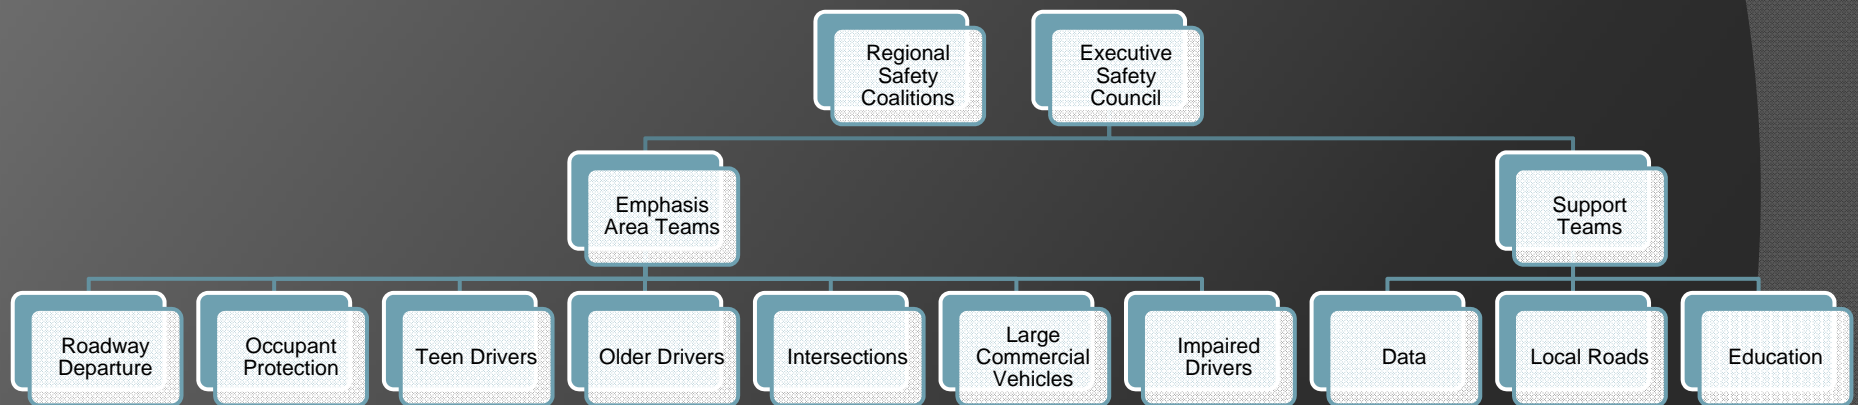 Regional
Safety
Coalitions
Executive
Safety
Council
Emphasis
Area Teams
Support
Teams
Roadway
Departure
Occupant
Protection
Teen Drivers
Older Drivers
Intersections
Large
Commercial
Vehicles
Impaired
Drivers
Data
Local Roads
Education